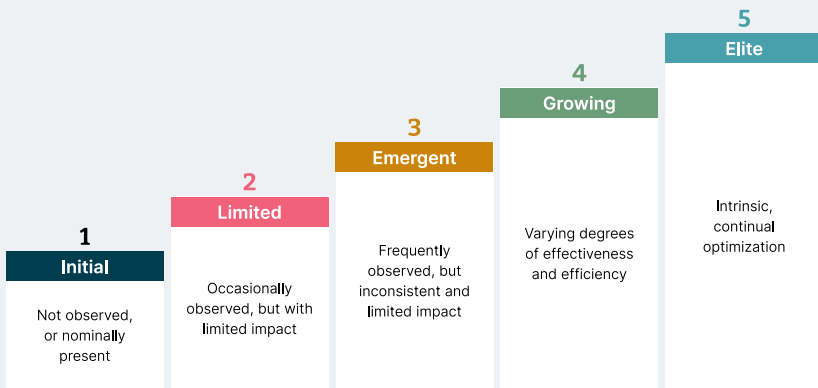 1
Initial
Not observed,
or nominally
present
2
Limited
Occasionally
observed, but with
limited impact
3
Emergent
Frequently
observed, but
inconsistent and
limited impact
4
Growing
Varying degrees
of effectiveness
and efficiency
5
Elite
Intrinsic,
continual
optimization